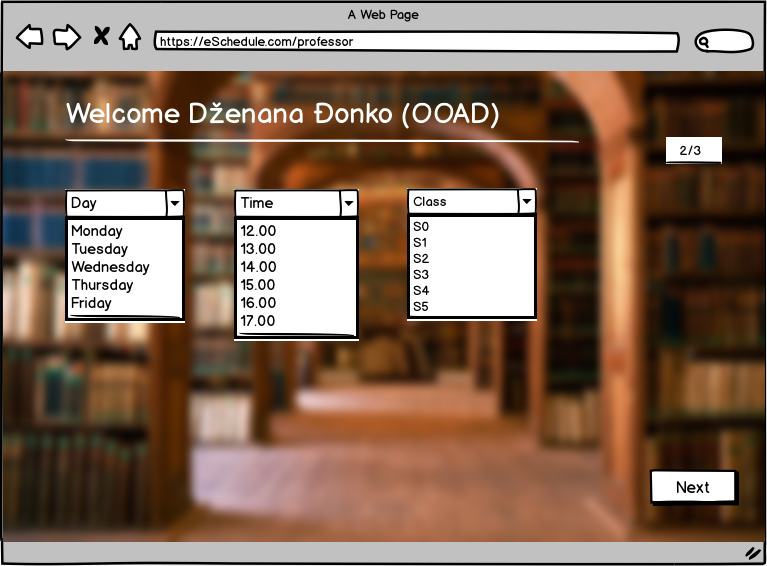 A Web Page
https://eSchedule.com/professor
Welcome Dženana Đonko (OOAD)
2/3
Day
Monday
Tuesday
Wednesday
Thursday
Friday
Time
12.00
13.00
14.00
15.00
16.00
17.00
Class
S0
S1
S2
S3
S4
S5
Next